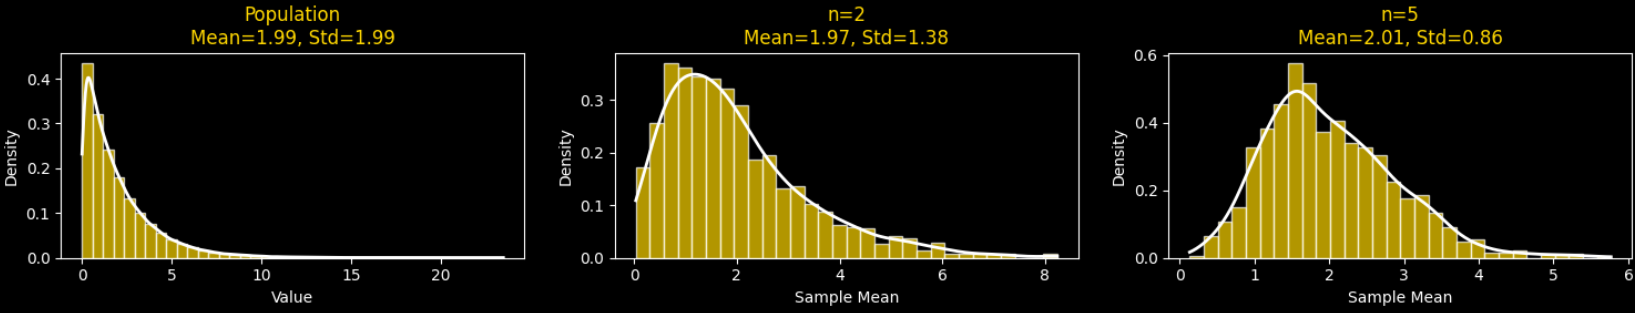 Population
Mean=1.99, Std=1.99
Density
0.4
0.3
0.2
0.1
0.0
0 5 10 15 20
Value
n=2
Mean=1.97, Std=1.38
Density
0.3
0.2
0.1
0.0
0 2 4 6 8
Sample Mean
n=5
Mean=2.01, Std=0.86
Density
0.6
0.4
0.2
0.0
0 1 2 3 4 5 6
Sample Mean